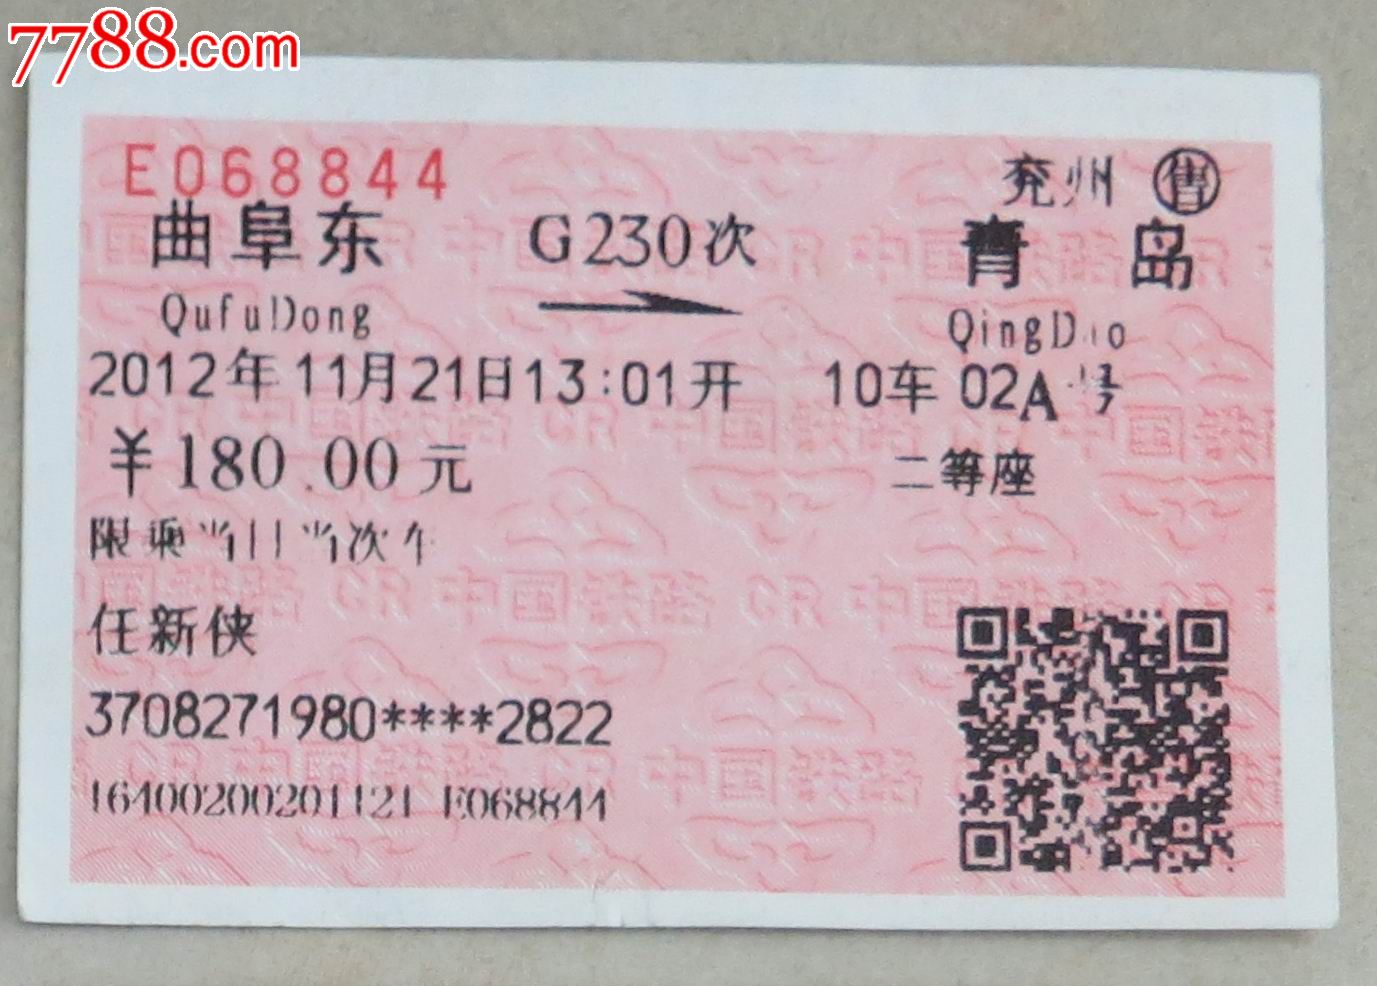 7788.com
E068844
兖州 售
曲阜东 G230次 青岛
QufuDong QingDao
2012年11月21日13:01开 10车02A号
¥180.00元 二等座
限乘当日当次车
任新侠
3708271980****2822
16400200201121 E068844